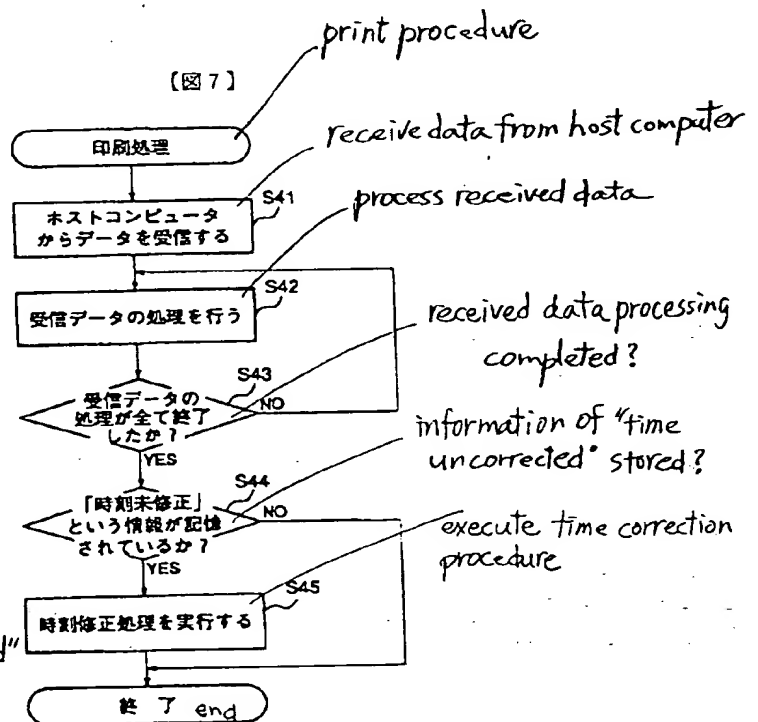 print procedure
【図7】
印刷処理
receive data from host computer
S41
ホストコンピュータ
からデータを受信する
process received data
S42
受信データの処理を行う
received data processing
completed?
S43
受信データの
処理が全て終了
したか?
NO
YES
information of "time
uncorrected" stored?
S44
「時刻未修正」
という情報が記憶
されているか?
NO
YES
execute time correction
procedure
S45
時刻修正処理を実行する
d"
終了 end